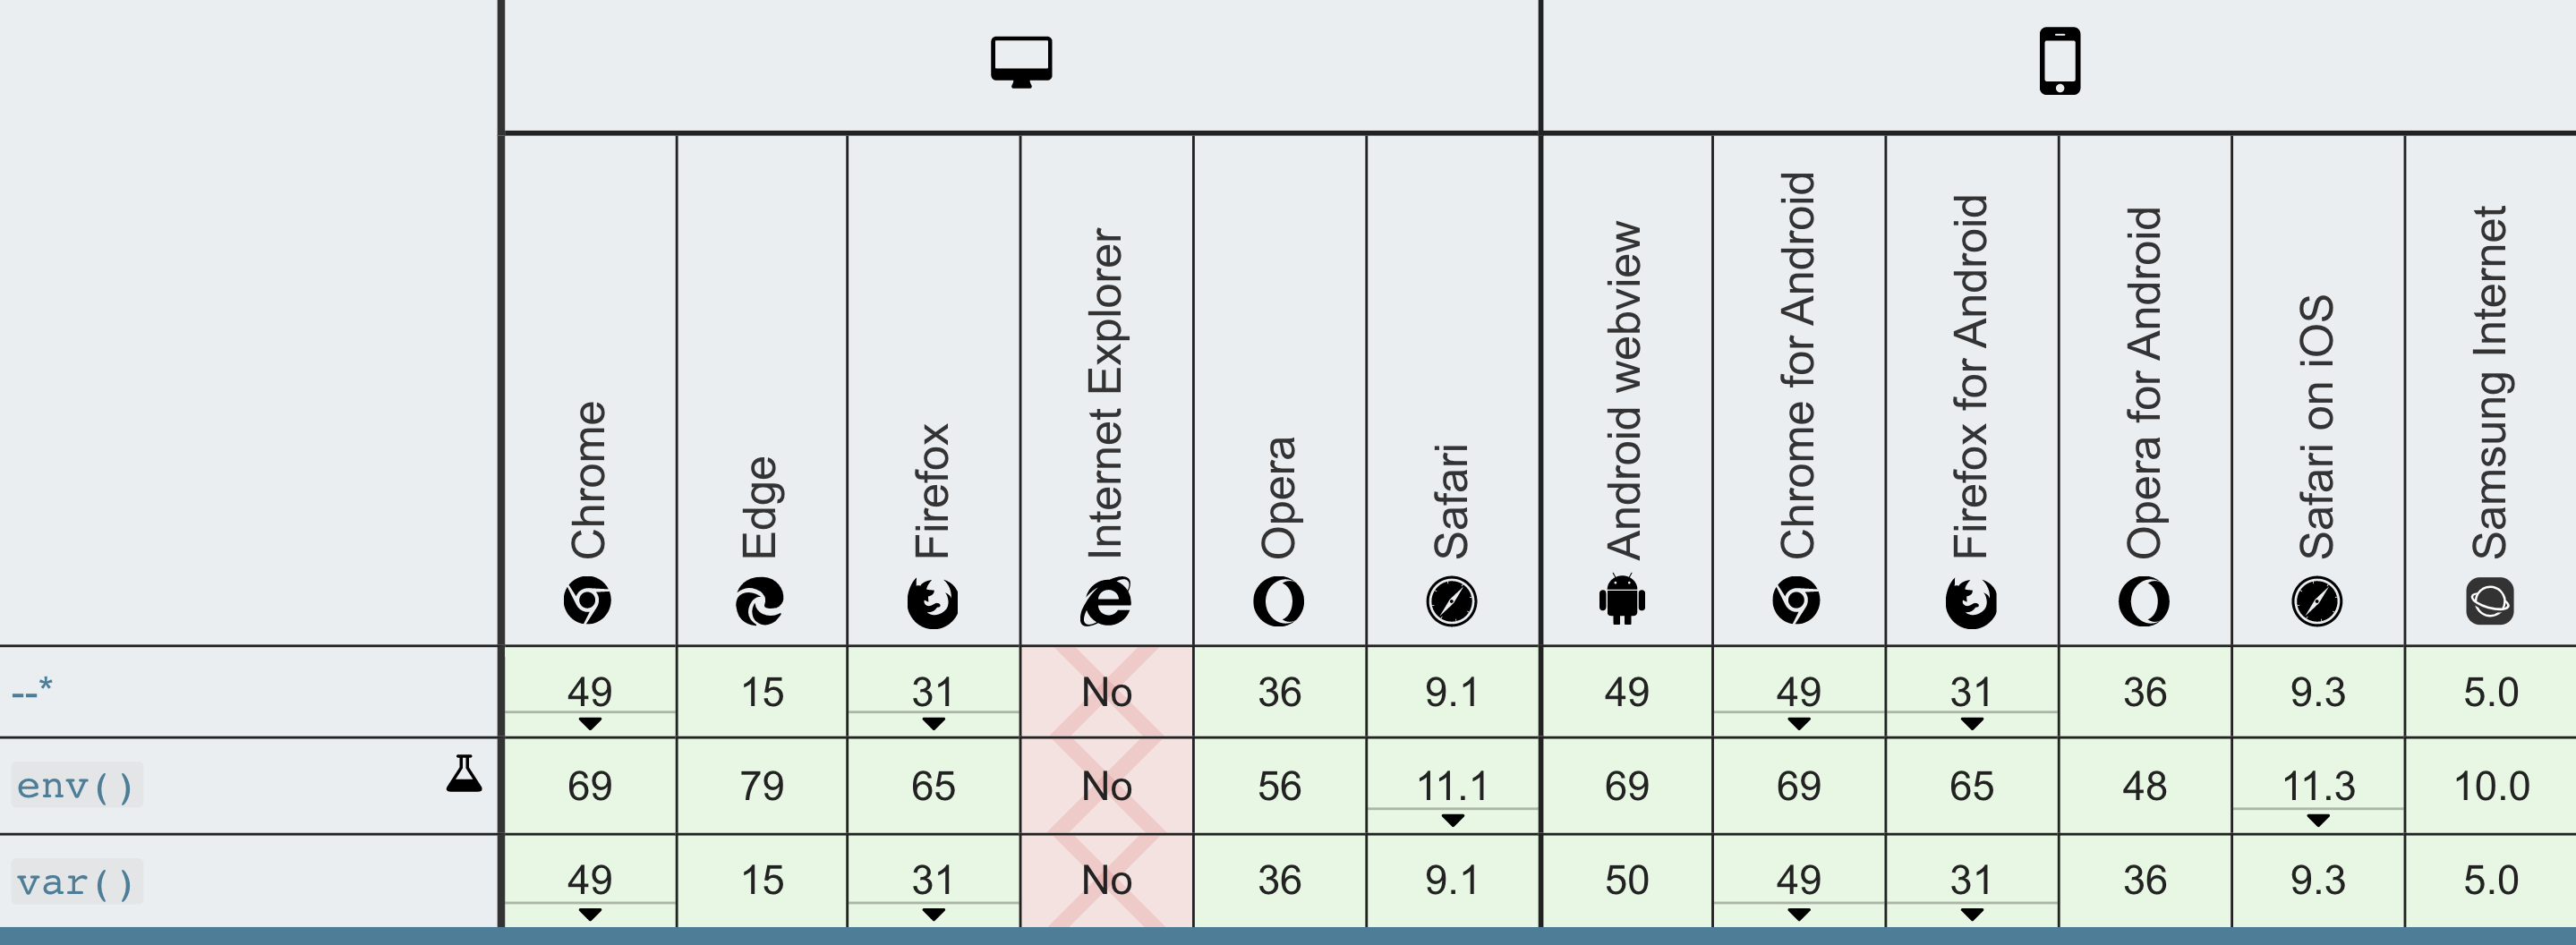 Chrome
Edge
Firefox
Internet Explorer
Opera
Safari
Android webview
Chrome for Android
Firefox for Android
Opera for Android
Safari on iOS
Samsung Internet
--* 49 15 31 No 36 9.1 49 49 31 36 9.3 5.0
env() 69 79 65 No 56 11.1 69 69 65 48 11.3 10.0
var() 49 15 31 No 36 9.1 50 49 31 36 9.3 5.0